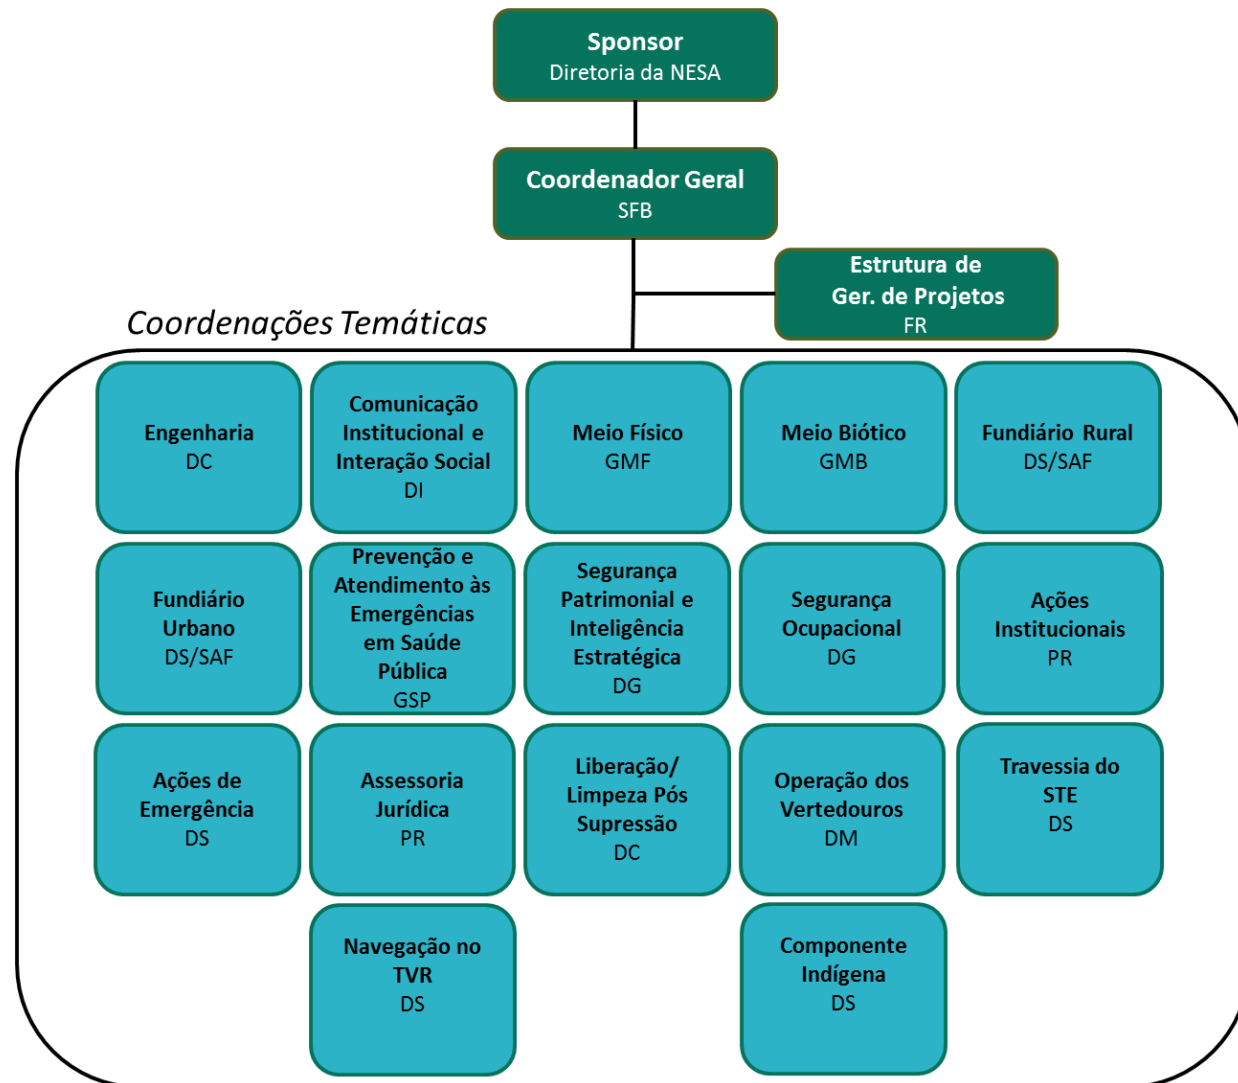 Sponsor
Diretoria da NESA
Coordenador Geral
SFB
Estrutura de
Ger. de Projetos
FR
Coordenações Temáticas
Engenharia
DC
Comunicação
Institucional e
Interação Social
DI
Meio Físico
GMF
Meio Biótico
GMB
Fundiário Rural
DS/SAF
Fundiário
Urbano
DS/SAF
Prevenção e
Atendimento às
Emergências
em Saúde
Pública
GSP
Segurança
Patrimonial e
Inteligência
Estratégica
DG
Segurança
Ocupacional
DG
Ações
Institucionais
PR
Ações de
Emergência
DS
Assessoria
Jurídica
PR
Liberação/
Limpeza Pós
Supressão
DC
Operação dos
Vertedouros
DM
Travessia do
STE
DS
Navegação no
TVR
DS
Componente
Indígena
DS